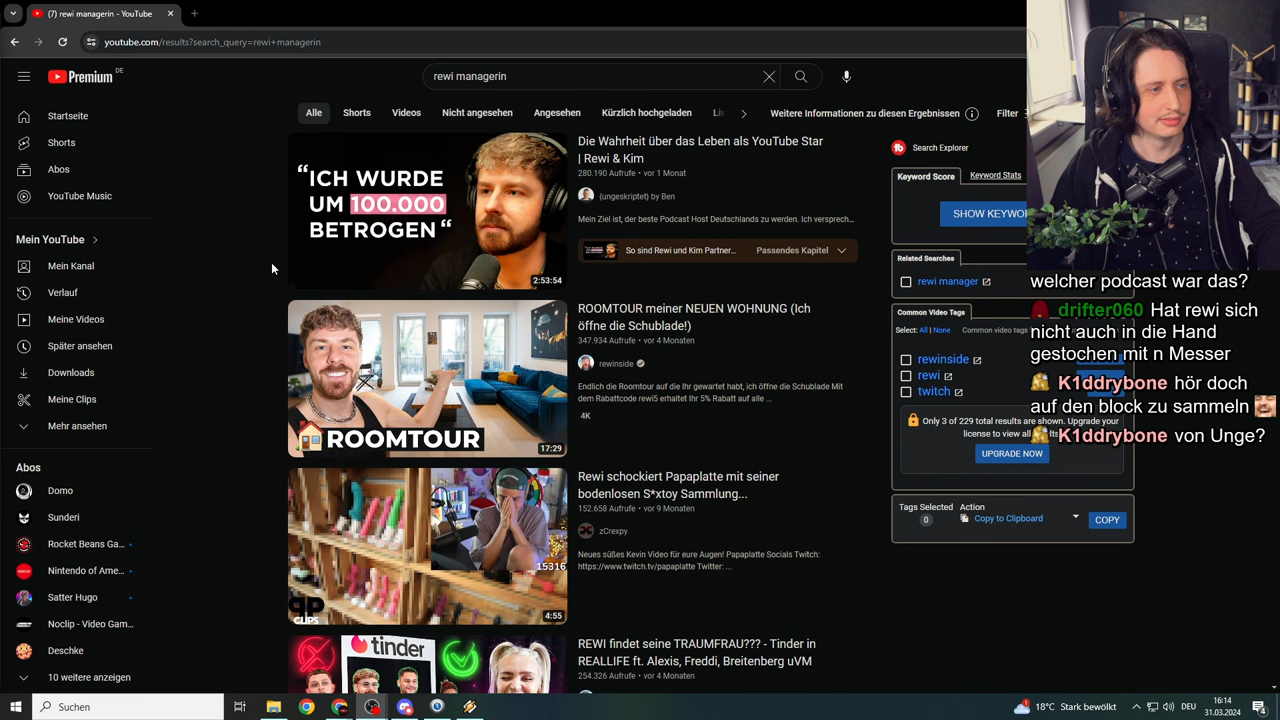 (7) rewi managerin - YouTube
youtube.com/results?search_query=rewi+managerin
Premium DE
rewi managerin
Startseite
Shorts
Abos
YouTube Music
Mein YouTube
Mein Kanal
Verlauf
Meine Videos
Später ansehen
Downloads
Meine Clips
Mehr ansehen
Abos
Domo
Sunderi
Rocket Beans Ga...
Nintendo of Ame...
Satter Hugo
Noclip - Video Gam...
Deschke
10 weitere anzeigen
Alle
Shorts
Videos
Nicht angesehen
Angesehen
Kürzlich hochgeladen
Weitere Informationen zu diesen Ergebnissen
Filter
“ICH WURDE
UM 100.000
BETROGEN“
2:53:54
Die Wahrheit über das Leben als YouTube Star
| Rewi & Kim
280.190 Aufrufe • vor 1 Monat
{ungeskriptet} by Ben
Mein Ziel ist, der beste Podcast Host Deutschlands zu werden. Ich versprech...
So sind Rewi und Kim Partner...
Passendes Kapitel
ROOMTOUR
17:29
ROOMTOUR meiner NEUEN WOHNUNG (Ich
öffne die Schublade!)
347.934 Aufrufe • vor 4 Monaten
rewinside
Endlich die Roomtour auf die Ihr gewartet habt, ich öffne die Schublade Mit
dem Rabattcode rewi5 erhaltet Ihr 5% Rabatt auf alle ...
4K
15316
CLIPS
4:55
Rewi schockiert Papaplatte mit seiner
bodenlosen S*xtoy Sammlung...
152.658 Aufrufe • vor 9 Monaten
zCrexpy
Neues süßes Kevin Video für eure Augen! Papaplatte Socials Twitch:
https://www.twitch.tv/papaplatte Twitter: ...
tinder
REWI findet seine TRAUMFRAU??? - Tinder in
REALLIFE ft. Alexis, Freddi, Breitenberg uVM
254.326 Aufrufe • vor 4 Monaten
Search Explorer
Keyword Score
Keyword Stats
SHOW KEYWO
Related Searches
rewi manager
Common Video Tags
Select: All | None
Common video tags
rewinside
rewi
twitch
Only 3 of 229 total results are shown. Upgrade your
license to view all
UPGRADE NOW
Tags Selected
0
Action
Copy to Clipboard
COPY
welcher podcast war das?
drifter060 Hat rewi sich
nicht auch in die Hand
gestochen mit n Messer
K1ddrybone hör doch
auf den block zu sammeln
K1ddrybone von Unge?
Suchen
18°C Stark bewölkt
DEU
16:14
31.03.2024
4